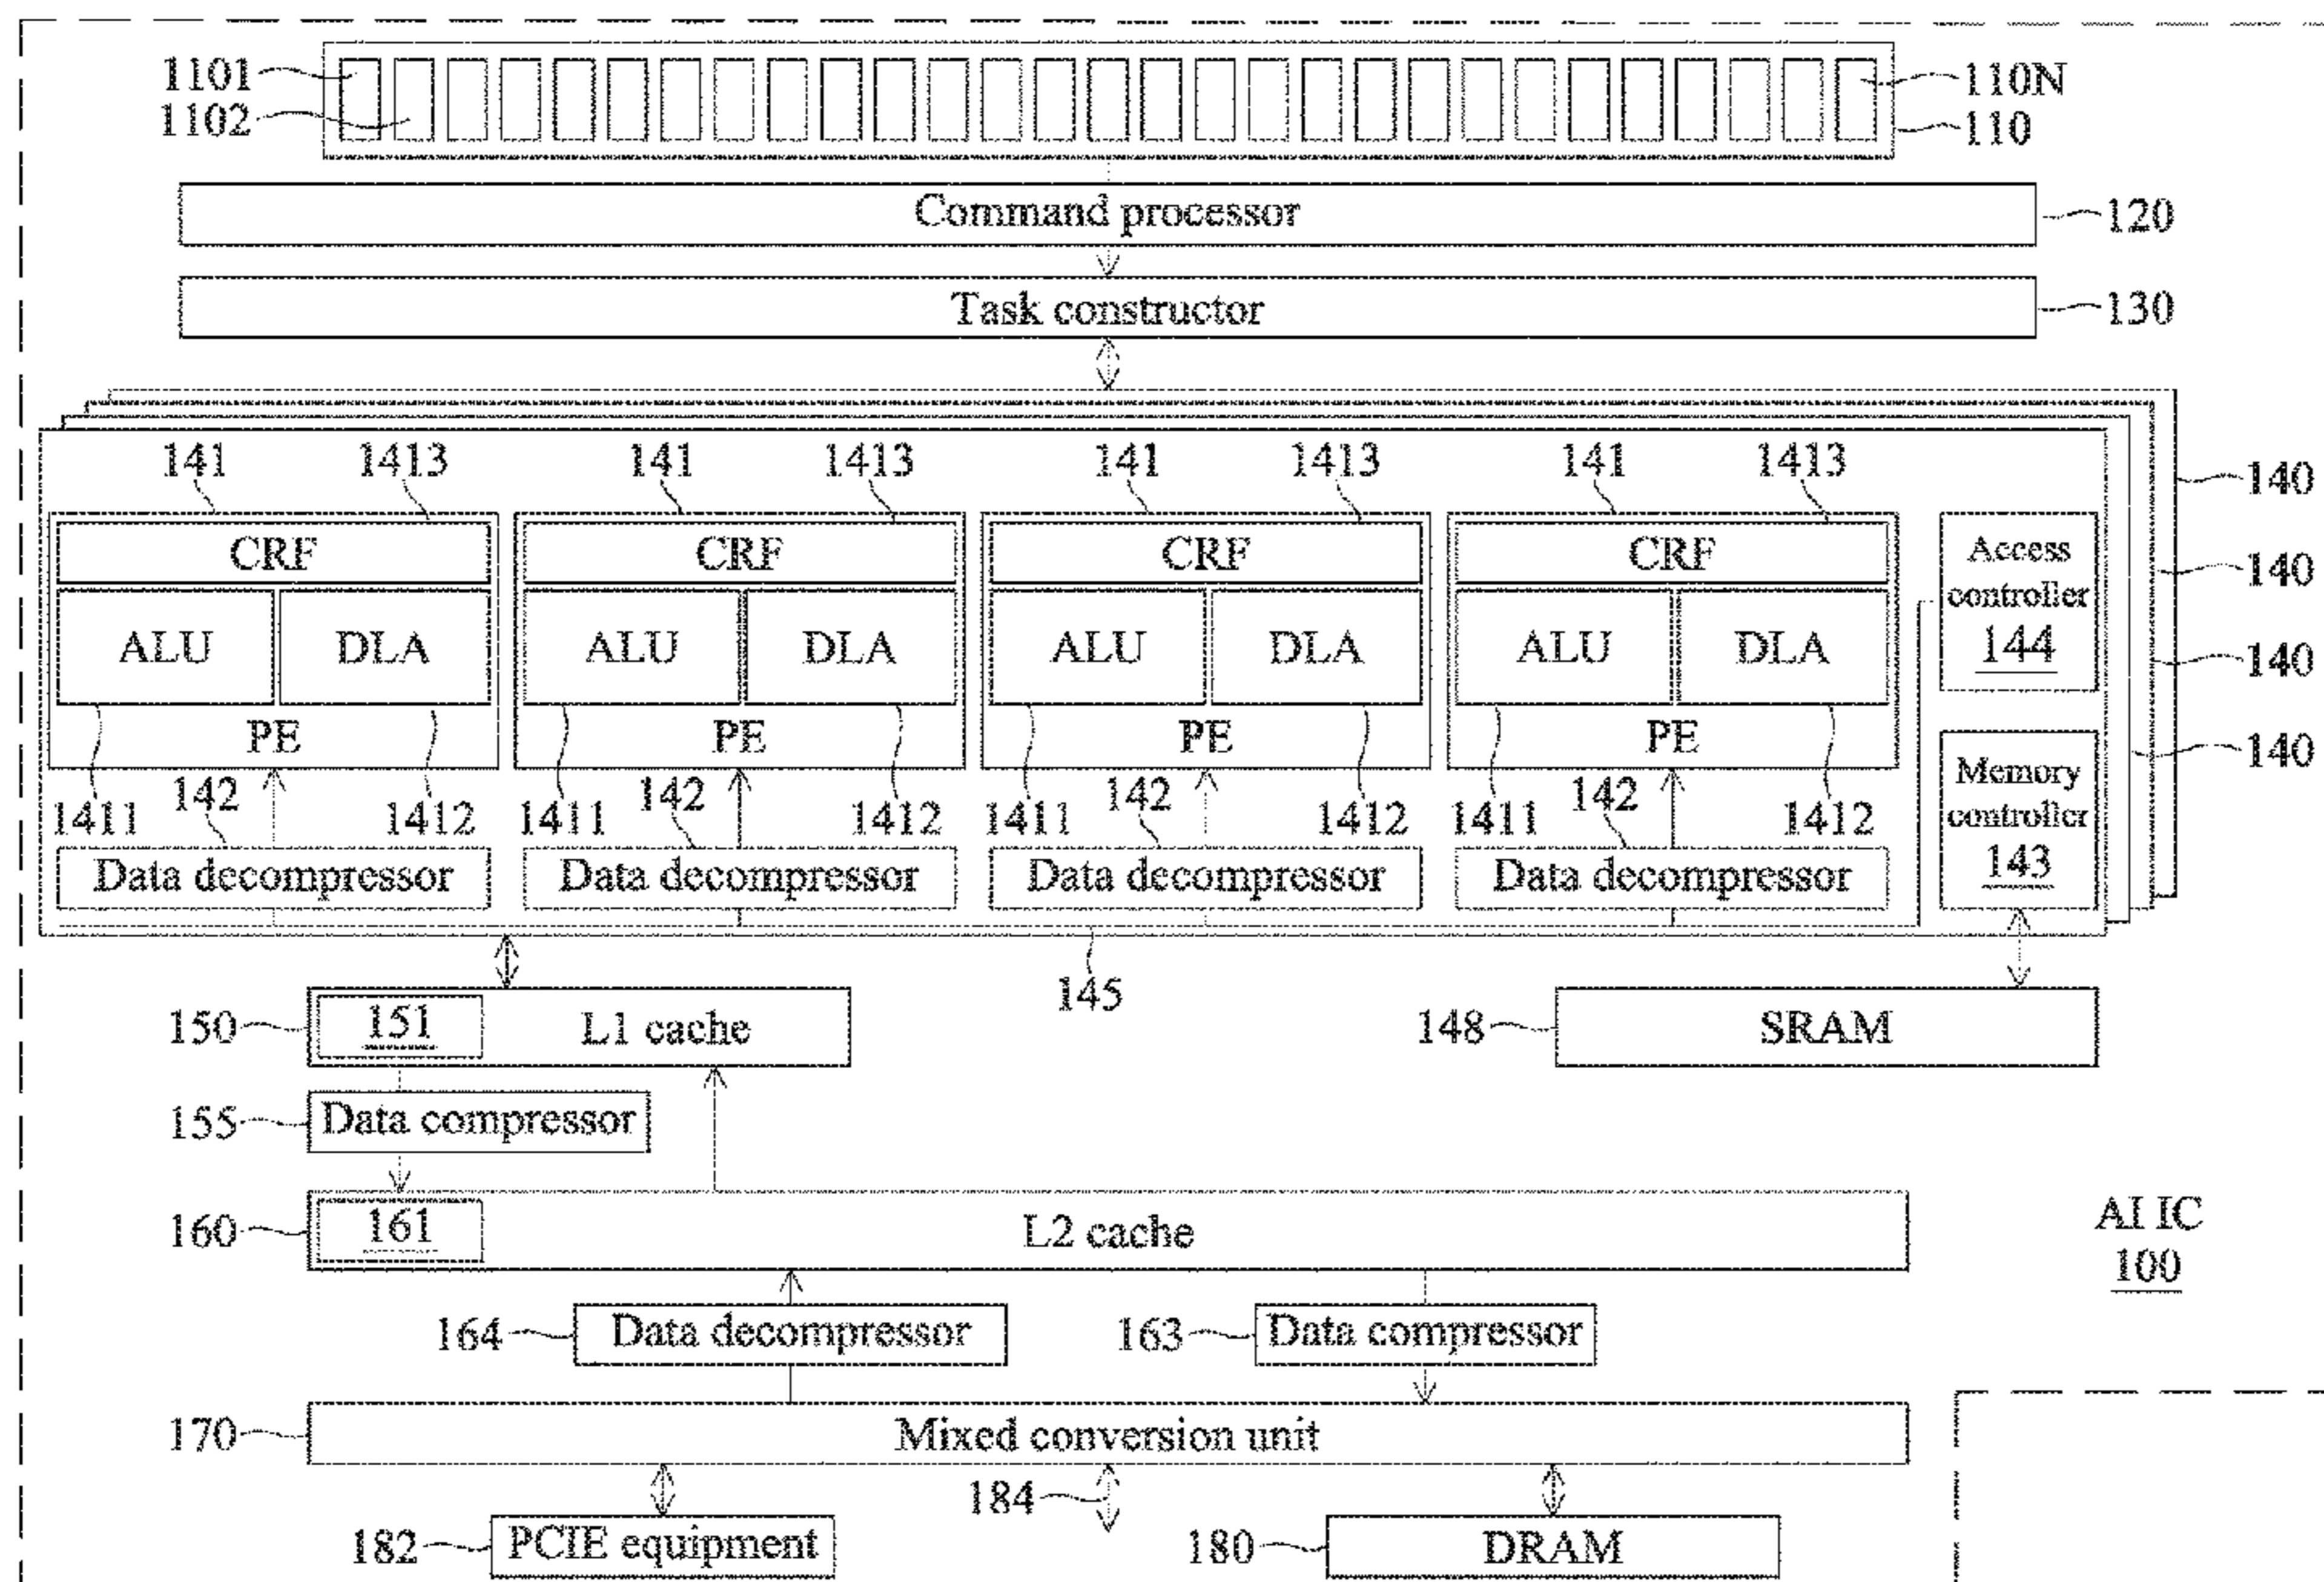 1101
110N
1102
110
Command processor
120
Task constructor
130
141 1413 141 1413 141 1413 141 1413
140
CRF CRF CRF CRF
Access controller 144
140
ALU DLA ALU DLA ALU DLA ALU DLA
140
PE PE PE PE
140
142 142 142 142
Memory controller 143
1411 1412 1411 1412 1411 1412 1411 1412
Data decompressor Data decompressor Data decompressor Data decompressor
145
150 151 L1 cache
148 SRAM
155 Data compressor
160 161 L2 cache
AI IC
100
164 Data decompressor
163 Data compressor
170 Mixed conversion unit
184
182 PCIE equipment
180 DRAM